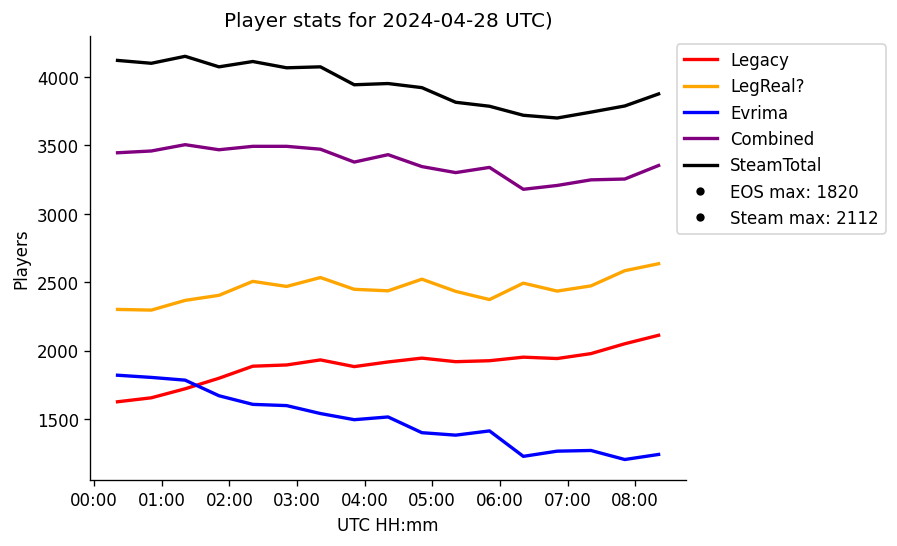 Player stats for 2024-04-28 UTC)
Legacy
LegReal?
Evrima
Combined
SteamTotal
EOS max: 1820
Steam max: 2112
Players
4000
3500
3000
2500
2000
1500
00:00 01:00 02:00 03:00 04:00 05:00 06:00 07:00 08:00
UTC HH:mm